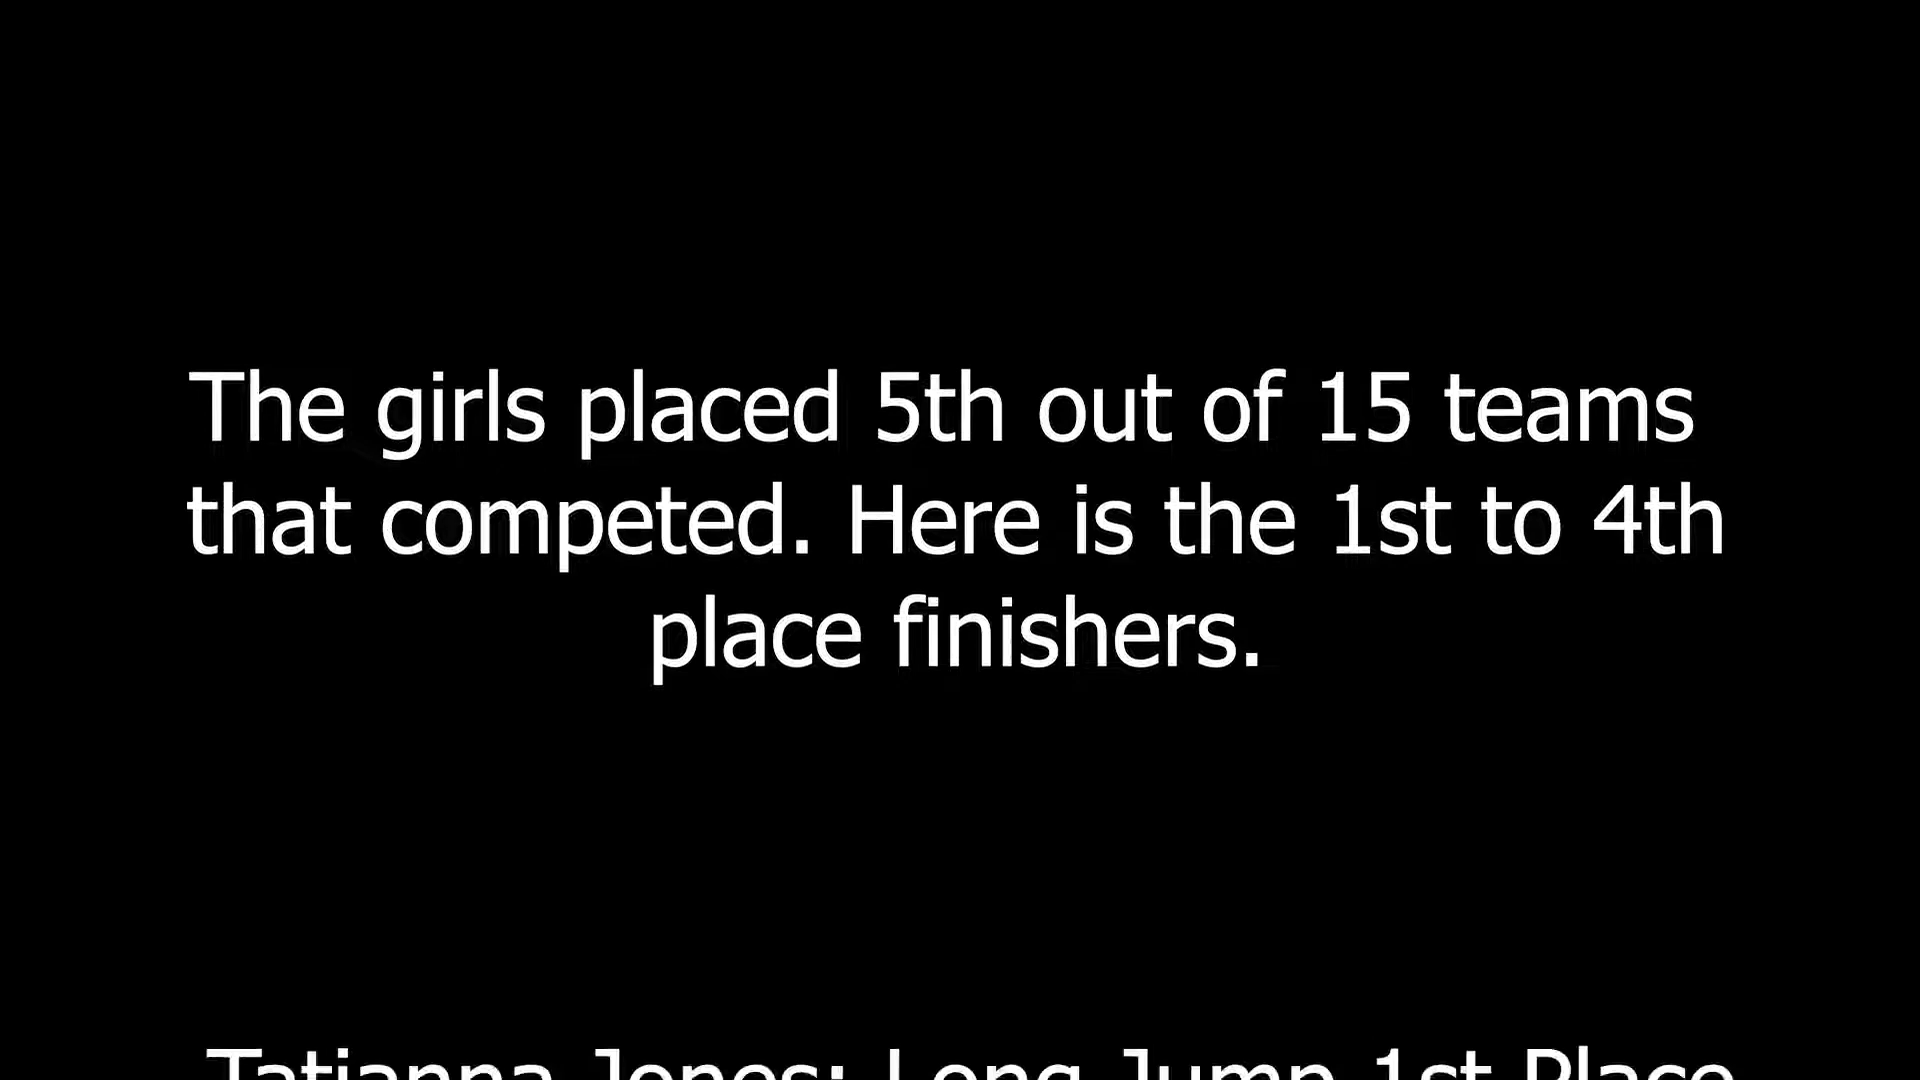 The girls placed 5th out of 15 teams
that competed. Here is the 1st to 4th
place finishers.
Tatianna Jones: Long Jump 1st Place